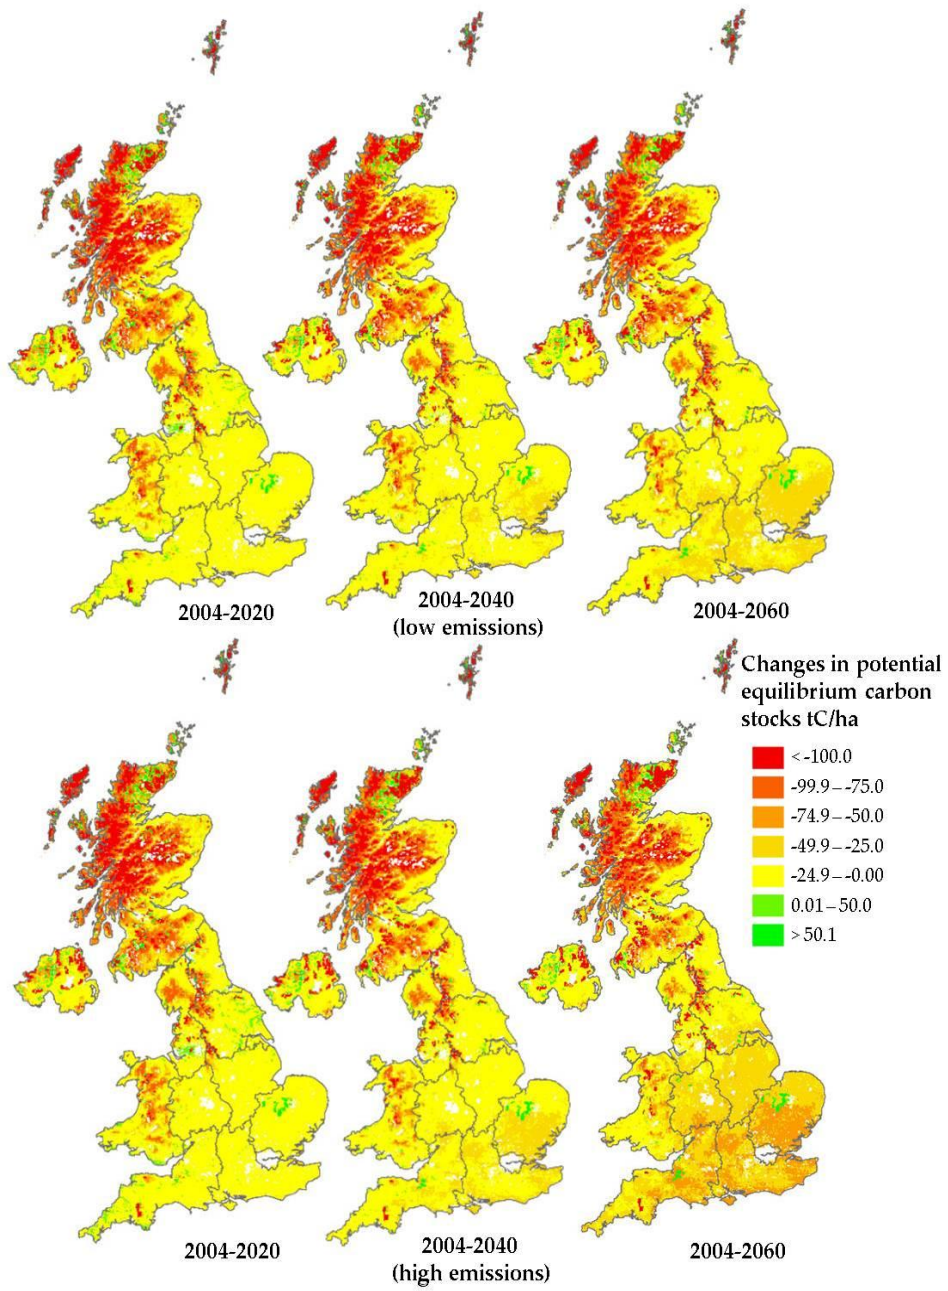 2004-2020
2004-2040
(low emissions)
2004-2060
Changes in potential
equilibrium carbon
stocks tC/ha
< -100.0
-99.9 – -75.0
-74.9 – -50.0
-49.9 – -25.0
-24.9 – -0.00
0.01 – 50.0
> 50.1
2004-2020
2004-2040
(high emissions)
2004-2060